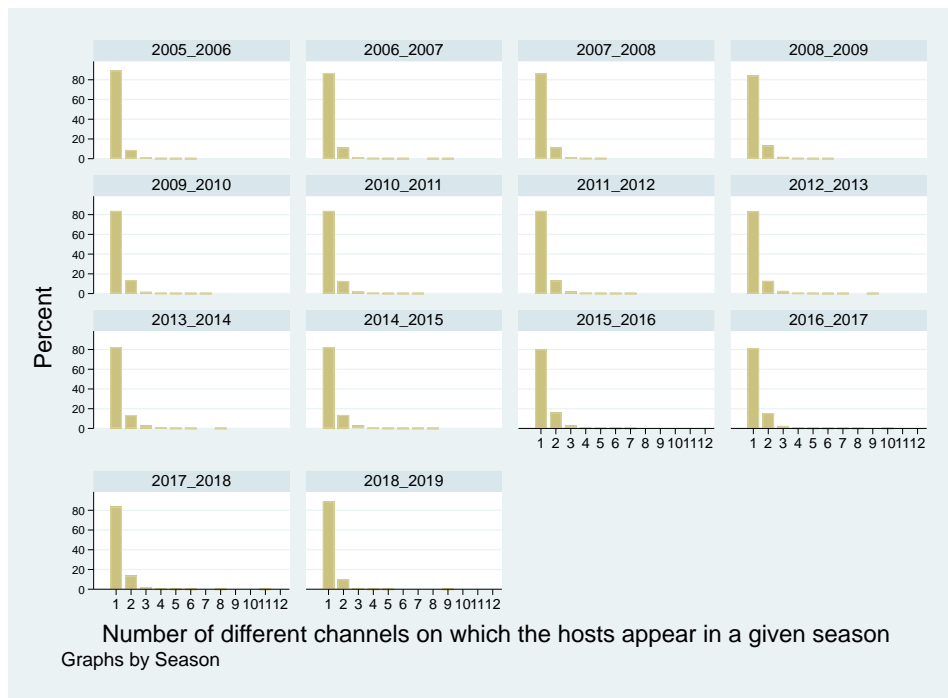 2005_2006 2006_2007 2007_2008 2008_2009
80
60
40
20
0
2009_2010 2010_2011 2011_2012 2012_2013
80
60
40
20
0
2013_2014 2014_2015 2015_2016 2016_2017
80
60
40
20
0
1 2 3 4 5 6 7 8 9 10 11 12 1 2 3 4 5 6 7 8 9 10 11 12
2017_2018 2018_2019
80
60
40
20
0
1 2 3 4 5 6 7 8 9 10 11 12 1 2 3 4 5 6 7 8 9 10 11 12
Percent
Number of different channels on which the hosts appear in a given season
Graphs by Season